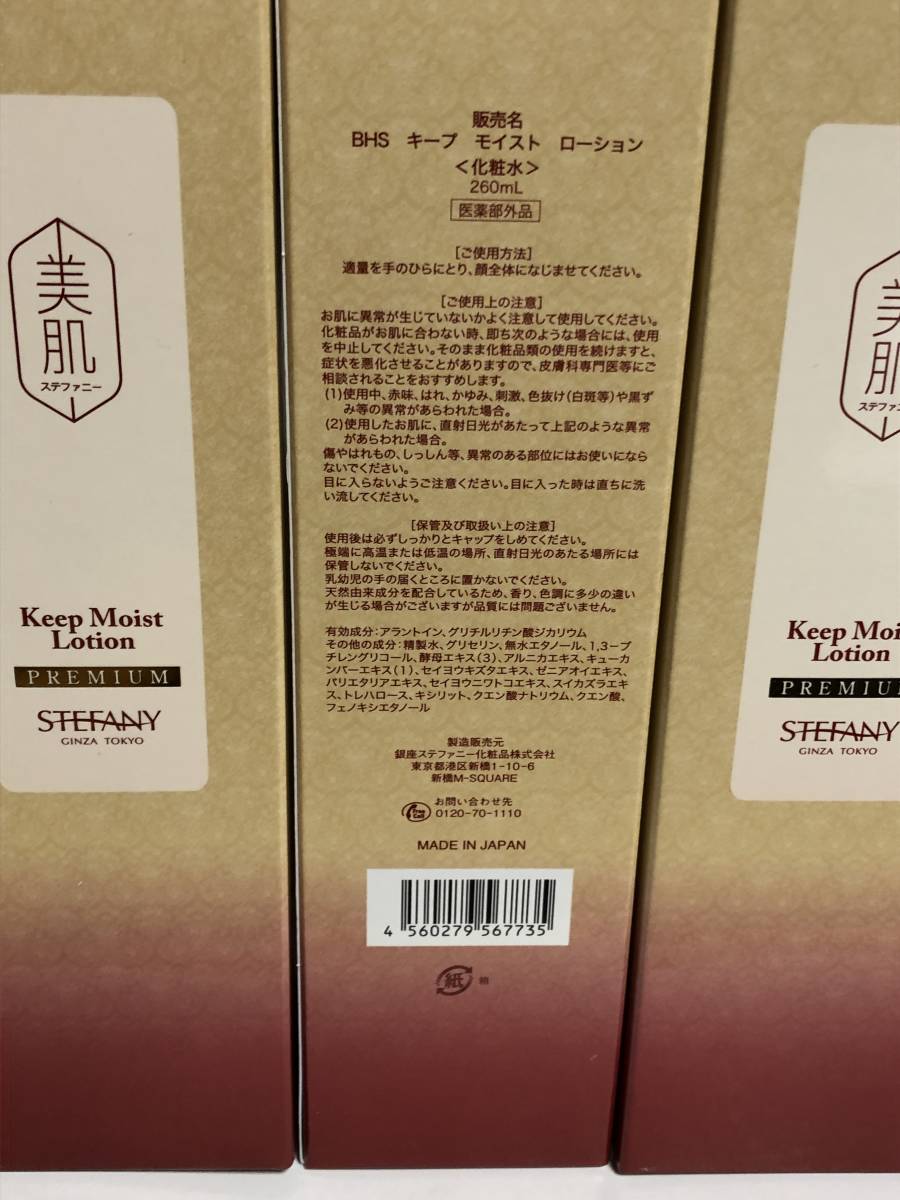 美肌
ステファニー
Keep Moist
Lotion
PREMIUM
STEFANY
GINZA TOKYO
販売名
BHS キープ モイスト ローション
＜化粧水＞
260mL
医薬部外品
［ご使用方法］
適量を手のひらにとり、顔全体になじませてください。
［ご使用上の注意］
お肌に異常が生じていないかよく注意して使用してください。
化粧品がお肌に合わない時、即ち次のような場合には、使用
を中止してください。そのまま化粧品類の使用を続けますと、
症状を悪化させることがありますので、皮膚科専門医等にご
相談されることをおすすめします。
(1)使用中、赤味、はれ、かゆみ、刺激、色抜け(白斑等)や黒ず
み等の異常があらわれた場合。
(2)使用したお肌に、直射日光があたって上記のような異常
があらわれた場合。
傷やはれもの、しっしん等、異常のある部位にはお使いになら
ないでください。
目に入らないようご注意ください。目に入った時は直ちに洗
い流してください。
［保管及び取扱い上の注意］
使用後は必ずしっかりとキャップをしめてください。
極端に高温または低温の場所、直射日光のあたる場所には
保管しないでください。
乳幼児の手の届くところに置かないでください。
天然由来成分を配合しているため、香り、色調に多少の違い
が生じる場合がございますが品質には問題ございません。
有効成分：アラントイン、グリチルリチン酸ジカリウム
その他の成分：精製水、グリセリン、無水エタノール、1,3-ブ
チレングリコール、酵母エキス(3)、アルニカエキス、キューカ
ンバーエキス(1)、セイヨウキズタエキス、ゼニアオイエキス、
パリエタリアエキス、セイヨウニワトコエキス、スイカズラエキ
ス、トレハロース、キシリット、クエン酸ナトリウム、クエン酸、
フェノキシエタノール
製造販売元
銀座ステファニー化粧品株式会社
東京都港区新橋1-10-6
新橋M-SQUARE
お問い合わせ先
0120-70-1110
MADE IN JAPAN
4 560279 567735
紙 箱
美肌
ステファニ
Keep Moi
Lotion
PREMIU
STEFANY
GINZA TOKYO